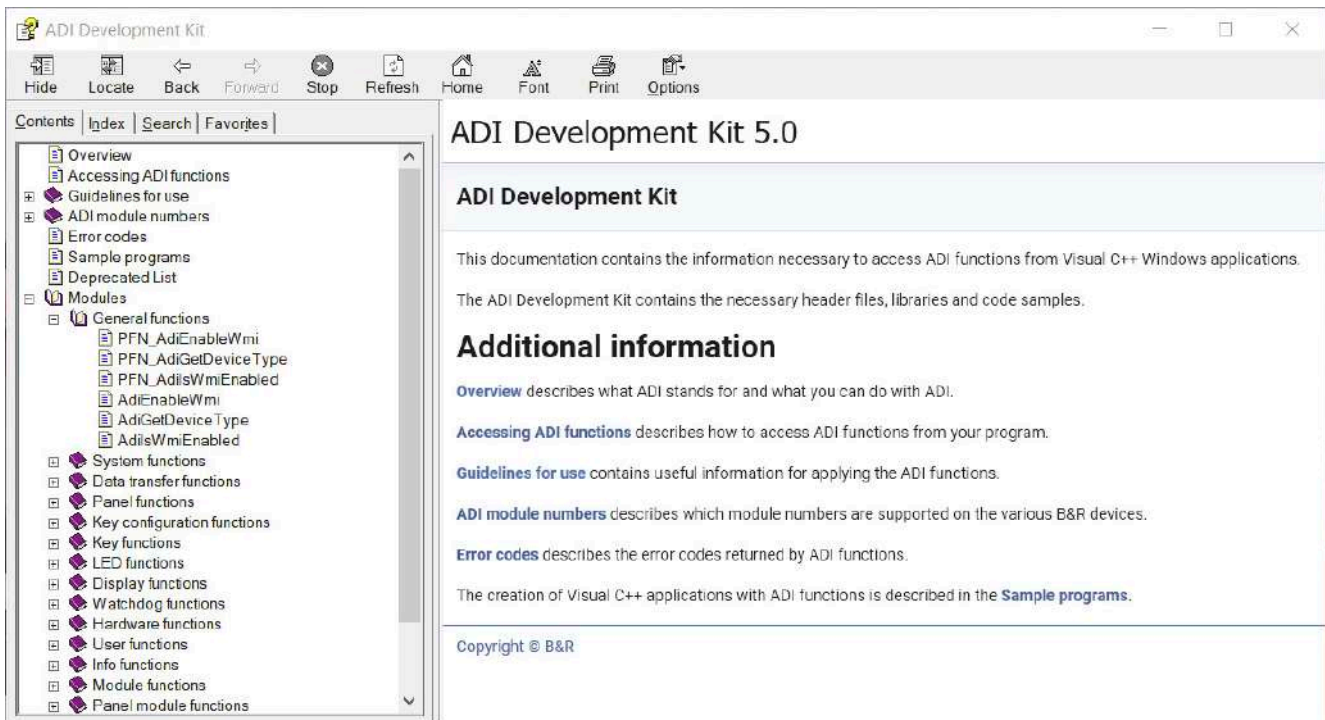 ADI Development Kit
Hide Locate Back Forward Stop Refresh Home Font Print Options
Contents Index Search Favorites
Overview
Accessing ADI functions
Guidelines for use
ADI module numbers
Error codes
Sample programs
Deprecated List
Modules
General functions
PFN_AdiEnableWmi
PFN_AdiGetDeviceType
PFN_AdiIsWmiEnabled
AdiEnableWmi
AdiGetDeviceType
AdiIsWmiEnabled
System functions
Data transfer functions
Panel functions
Key configuration functions
Key functions
LED functions
Display functions
Watchdog functions
Hardware functions
User functions
Info functions
Module functions
Panel module functions
ADI Development Kit 5.0
ADI Development Kit
This documentation contains the information necessary to access ADI functions from Visual C++ Windows applications.
The ADI Development Kit contains the necessary header files, libraries and code samples.
Additional information
Overview describes what ADI stands for and what you can do with ADI.
Accessing ADI functions describes how to access ADI functions from your program.
Guidelines for use contains useful information for applying the ADI functions.
ADI module numbers describes which module numbers are supported on the various B&R devices.
Error codes describes the error codes returned by ADI functions.
The creation of Visual C++ applications with ADI functions is described in the Sample programs.
Copyright © B&R